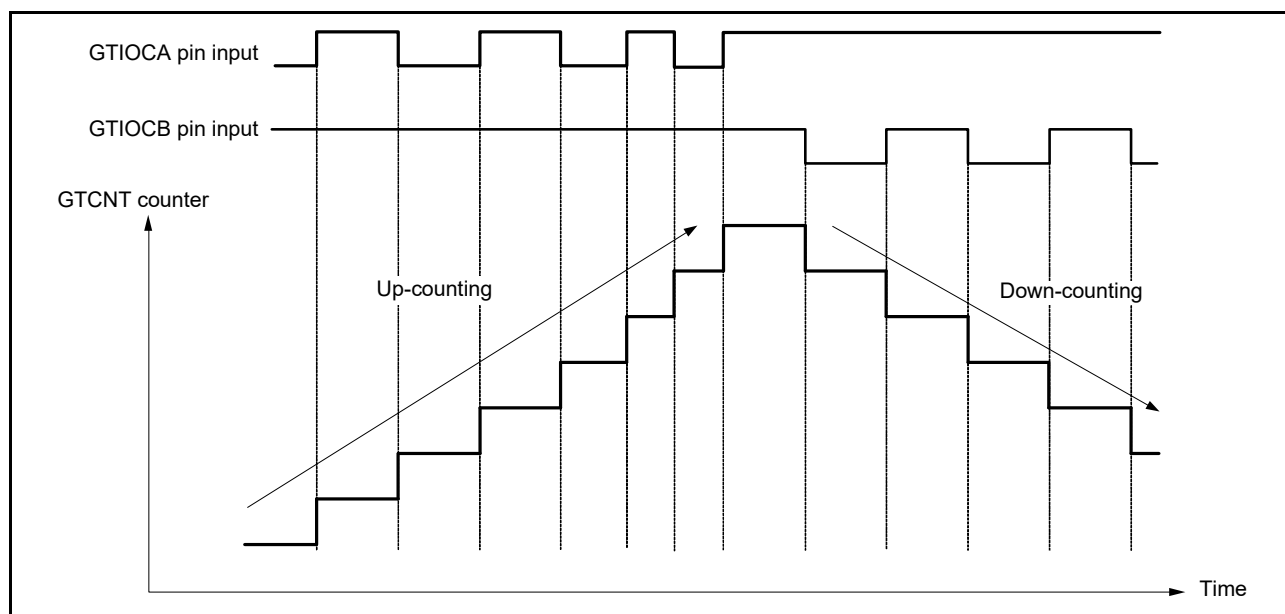 GTIOCA pin input
GTIOCB pin input
GTCNT counter
Up-counting
Down-counting
Time